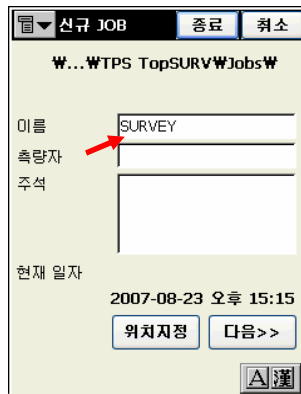 신규 JOB 종료 취소
₩...₩TPS TopSURV₩Jobs₩
이름 SURVEY
측량자
주석
현재 일자
2007-08-23 오후 15:15
위치지정 다음>>
A漢